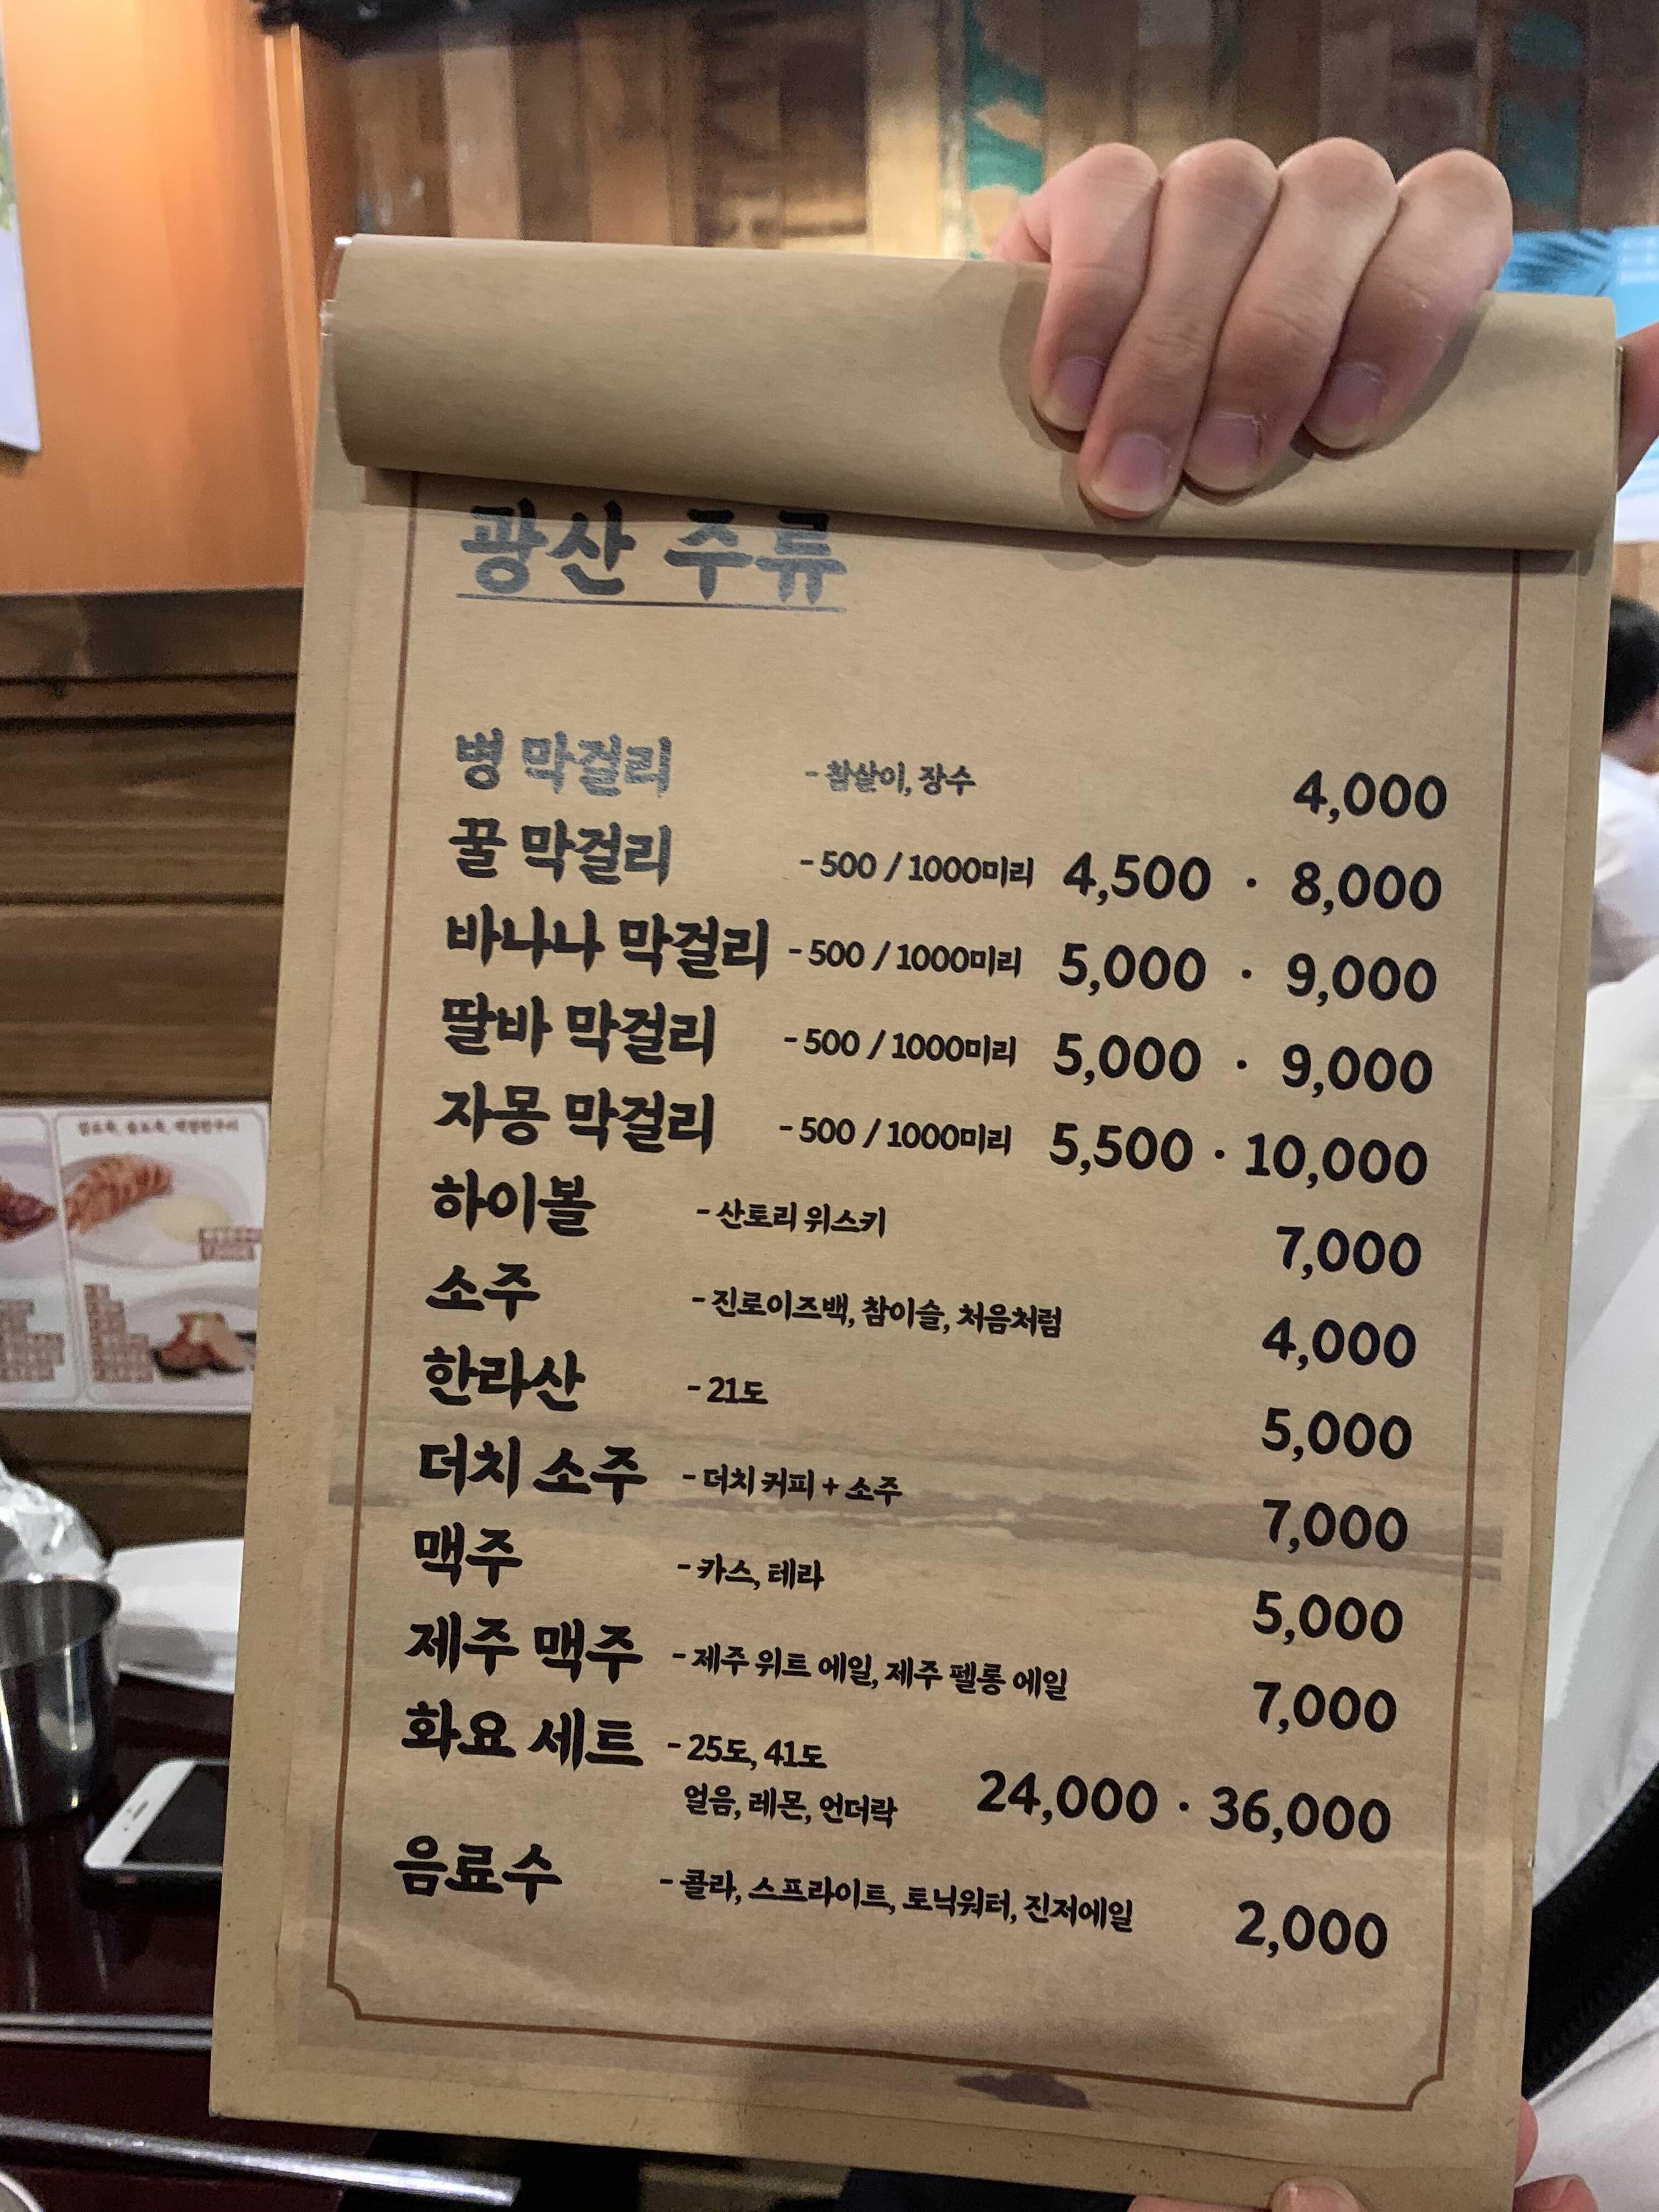 광산 주류
병 막걸리 - 참살이, 장수 4,000
꿀 막걸리 - 500 / 1000미리 4,500 · 8,000
바나나 막걸리 - 500 / 1000미리 5,000 · 9,000
딸바 막걸리 - 500 / 1000미리 5,000 · 9,000
자몽 막걸리 - 500 / 1000미리 5,500 · 10,000
하이볼 - 산토리 위스키 7,000
소주 - 진로이즈백, 참이슬, 처음처럼 4,000
한라산 - 21도 5,000
더치 소주 - 더치 커피 + 소주 7,000
맥주 - 카스, 테라 5,000
제주 맥주 - 제주 위트 에일, 제주 펠롱 에일 7,000
화요 세트 - 25도, 41도
얼음, 레몬, 언더락 24,000 · 36,000
음료수 - 콜라, 스프라이트, 토닉워터, 진저에일 2,000